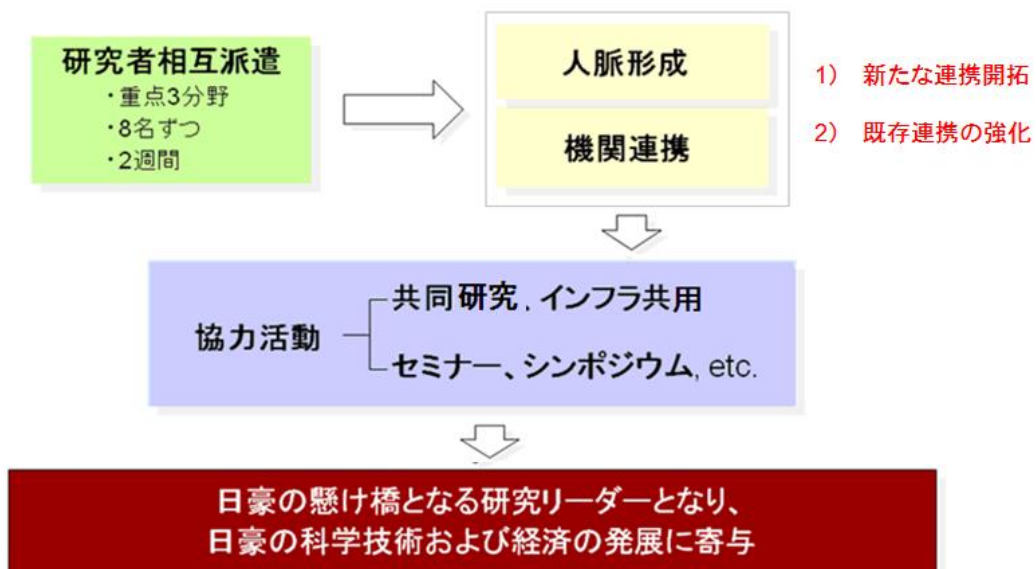 研究者相互派遣
・重点3分野
・8名ずつ
・2週間
人脈形成
機関連携
1) 新たな連携開拓
2) 既存連携の強化
協力活動
共同研究, インフラ共用
セミナー、シンポジウム, etc.
日豪の懸け橋となる研究リーダーとなり、
日豪の科学技術および経済の発展に寄与